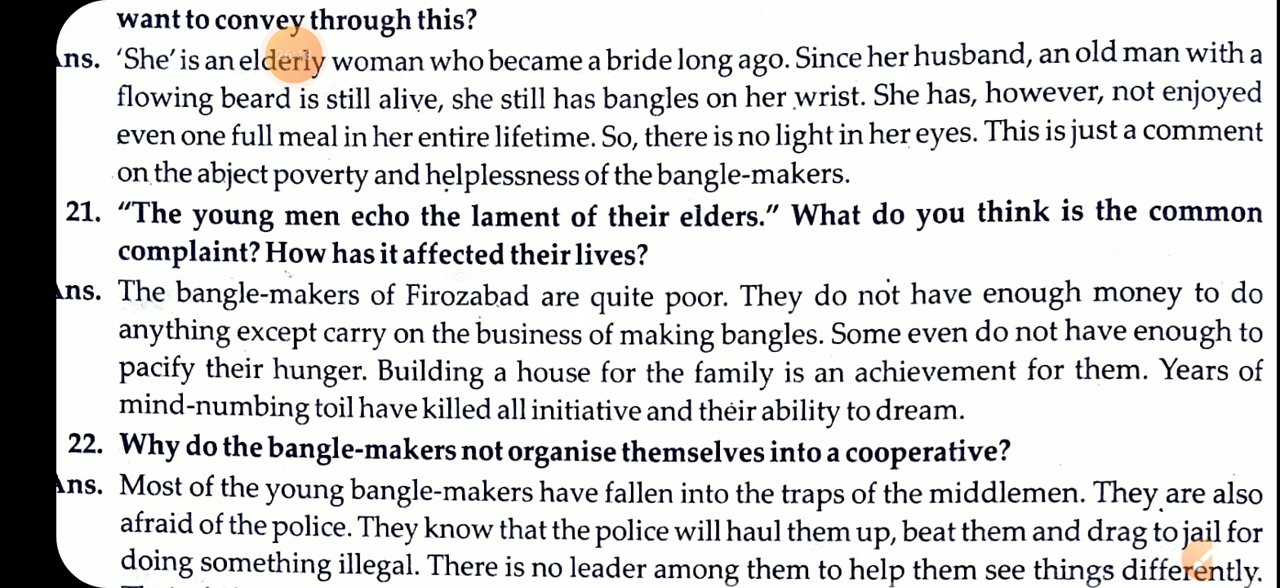 want to convey through this?
ns. 'She' is an elderly woman who became a bride long ago. Since her husband, an old man with a
flowing beard is still alive, she still has bangles on her wrist. She has, however, not enjoyed
even one full meal in her entire lifetime. So, there is no light in her eyes. This is just a comment
on the abject poverty and helplessness of the bangle-makers.
21. "The young men echo the lament of their elders." What do you think is the common
complaint? How has it affected their lives?
ns. The bangle-makers of Firozabad are quite poor. They do not have enough money to do
anything except carry on the business of making bangles. Some even do not have enough to
pacify their hunger. Building a house for the family is an achievement for them. Years of
mind-numbing toil have killed all initiative and their ability to dream.
22. Why do the bangle-makers not organise themselves into a cooperative?
Ans. Most of the young bangle-makers have fallen into the traps of the middlemen. They are also
afraid of the police. They know that the police will haul them up, beat them and drag to jail for
doing something illegal. There is no leader among them to help them see things differently.